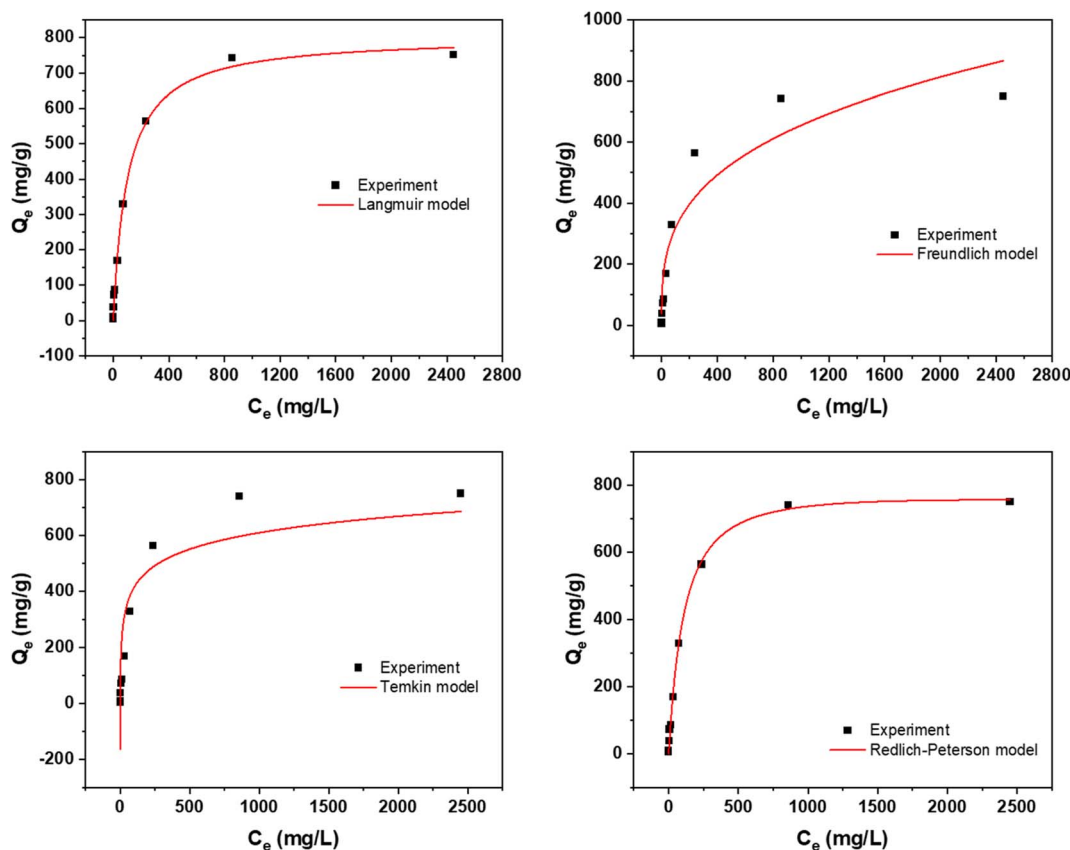 800
700
600
500
400
300
200
100
0
-100
Qe (mg/g)
Experiment
Langmuir model
0 400 800 1200 1600 2000 2400 2800
Ce (mg/L)
1000
800
600
400
200
0
Qe (mg/g)
Experiment
Freundlich model
0 400 800 1200 1600 2000 2400 2800
Ce (mg/L)
800
600
400
200
0
-200
Qe (mg/g)
Experiment
Temkin model
0 500 1000 1500 2000 2500
Ce (mg/L)
800
600
400
200
0
Qe (mg/g)
Experiment
Redlich-Peterson model
0 500 1000 1500 2000 2500
Ce (mg/L)